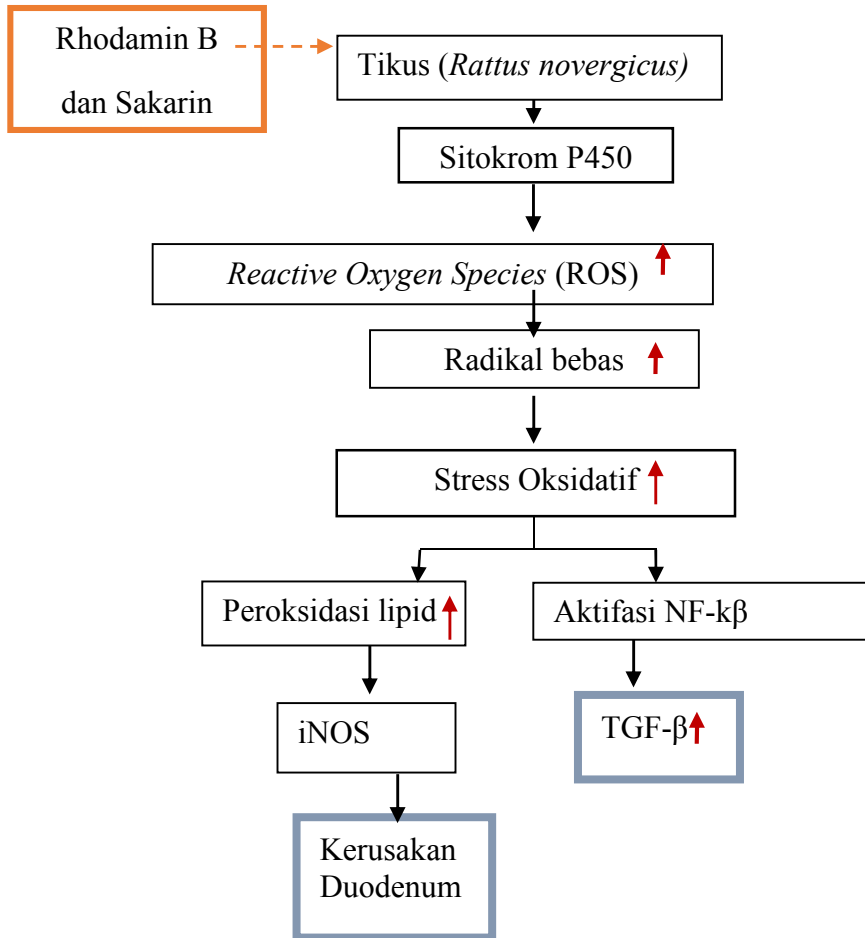 Rhodamin B
dan Sakarin
Tikus (Rattus novergicus)
Sitokrom P450
Reactive Oxygen Species (ROS)
Radikal bebas
Stress Oksidatif
Peroksidasi lipid
Aktifasi NF-kβ
iNOS
TGF-β
Kerusakan
Duodenum